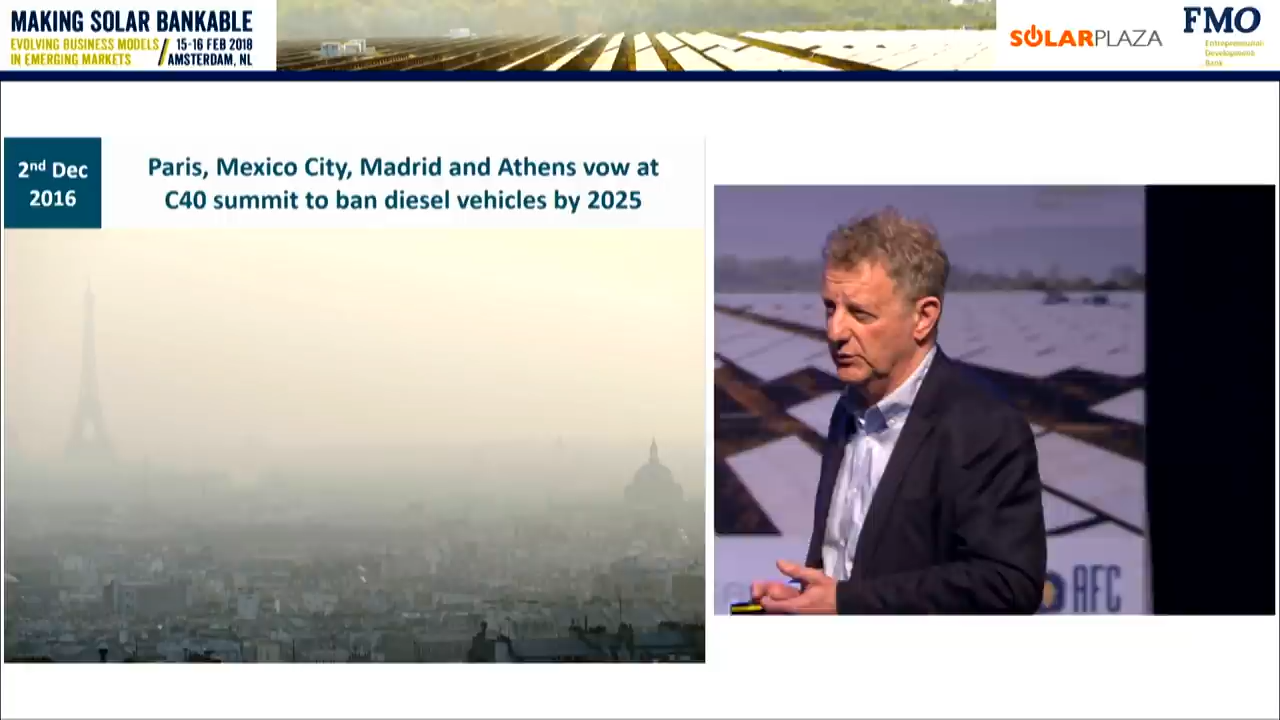 MAKING SOLAR BANKABLE
EVOLVING BUSINESS MODELS
IN EMERGING MARKETS
15-16 FEB 2018
AMSTERDAM, NL
SOLARPLAZA
FMO
Entrepreneurial
Development
Bank
2nd Dec
2016
Paris, Mexico City, Madrid and Athens vow at
C40 summit to ban diesel vehicles by 2025
AFC